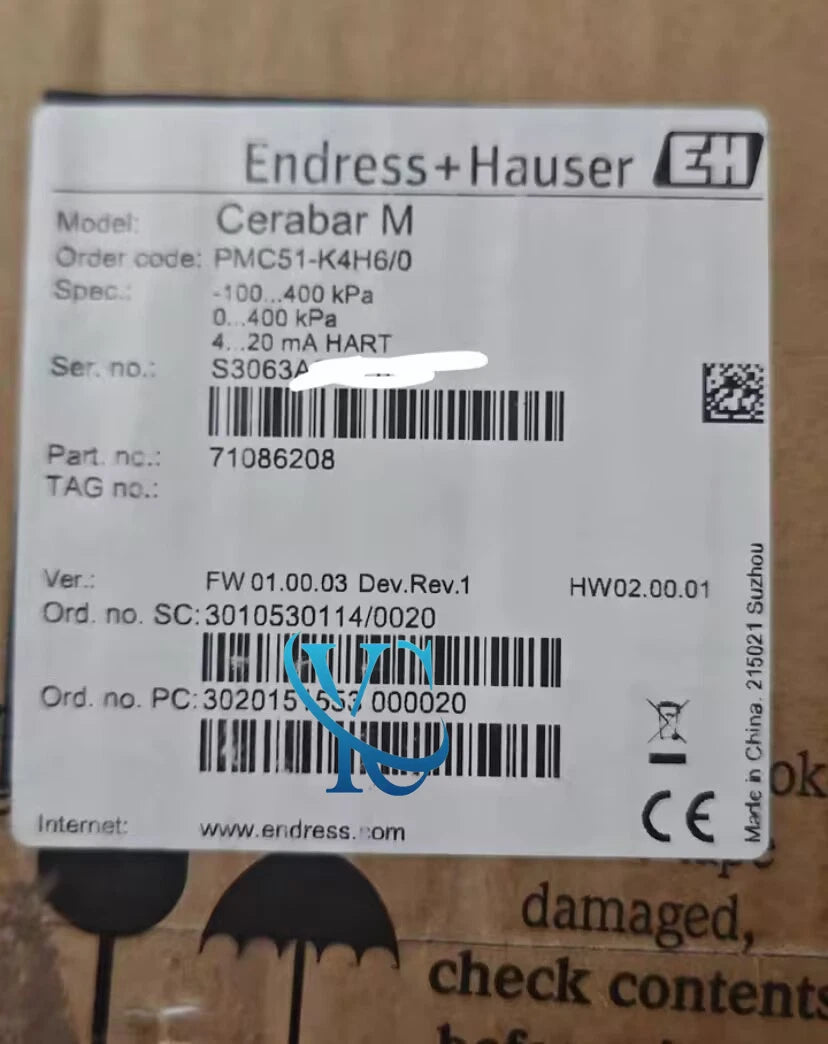 Endress+Hauser EH
Model: Cerabar M
Order code: PMC51-K4H6/0
Spec.: -100...400 kPa
0...400 kPa
4...20 mA HART
Ser. no.: S3063A
Part. no.: 71086208
TAG no.:
Ver.: FW 01.00.03 Dev.Rev.1 HW02.00.01
Ord. no. SC: 3010530114/0020
Ord. no. PC: 000020
Internet: www.endress.com
CE
Made in China. 215021 Suzhou
YC
damaged,
check contents